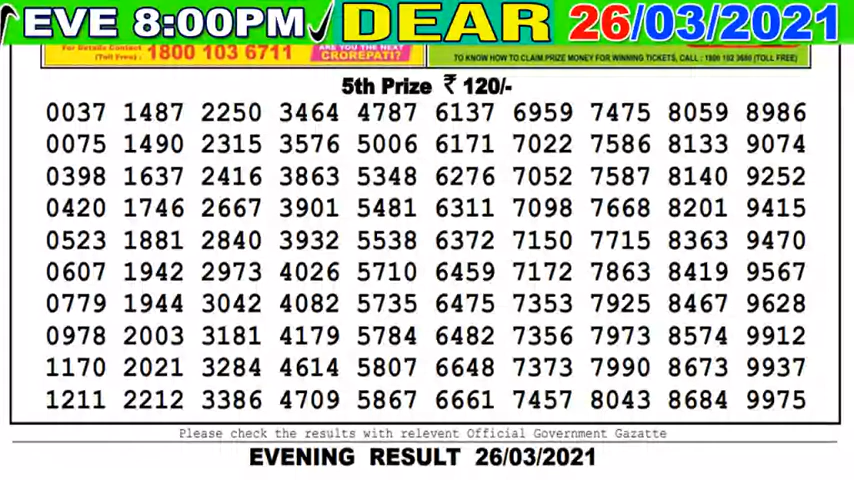 EVE 8:00PM DEAR 26/03/2021
For Details Contact (Toll Free) : 1800 103 6711 ARE YOU THE NEXT CROREPATI? TO KNOW HOW TO CLAIM PRIZE MONEY FOR WINNING TICKETS, CALL : 1800 102 3680 (TOLL FREE)
5th Prize ₹ 120/-
0037 1487 2250 3464 4787 6137 6959 7475 8059 8986
0075 1490 2315 3576 5006 6171 7022 7586 8133 9074
0398 1637 2416 3863 5348 6276 7052 7587 8140 9252
0420 1746 2667 3901 5481 6311 7098 7668 8201 9415
0523 1881 2840 3932 5538 6372 7150 7715 8363 9470
0607 1942 2973 4026 5710 6459 7172 7863 8419 9567
0779 1944 3042 4082 5735 6475 7353 7925 8467 9628
0978 2003 3181 4179 5784 6482 7356 7973 8574 9912
1170 2021 3284 4614 5807 6648 7373 7990 8673 9937
1211 2212 3386 4709 5867 6661 7457 8043 8684 9975
Please check the results with relevent Official Government Gazatte
EVENING RESULT 26/03/2021